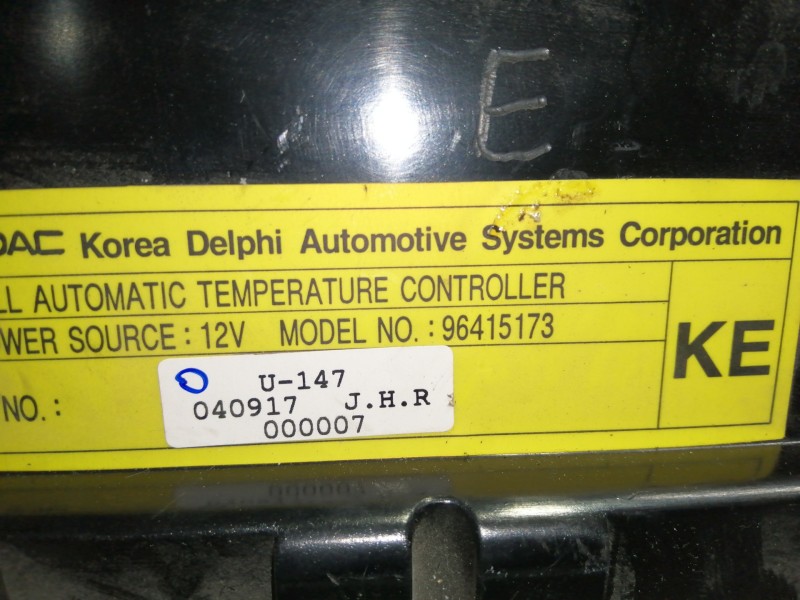 E
DAC Korea Delphi Automotive Systems Corporation
LL AUTOMATIC TEMPERATURE CONTROLLER
WER SOURCE : 12V MODEL NO. : 96415173
KE
NO. :
U-147
040917 J.H.R
000007